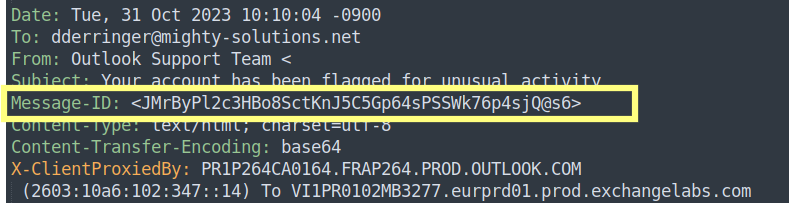 Date: Tue, 31 Oct 2023 10:10:04 -0900
To: dderringer@mighty-solutions.net
From: Outlook Support Team <
Subject: Your account has been flagged for unusual activity
Message-ID: <JMrByPl2c3HBo8SctKnJ5C5Gp64sPSSWk76p4sjQ@s6>
Content-Type: text/html; charset=utf-8
Content-Transfer-Encoding: base64
X-ClientProxiedBy: PR1P264CA0164.FRAP264.PROD.OUTLOOK.COM
(2603:10a6:102:347::14) To VI1PR0102MB3277.eurprd01.prod.exchangelabs.com